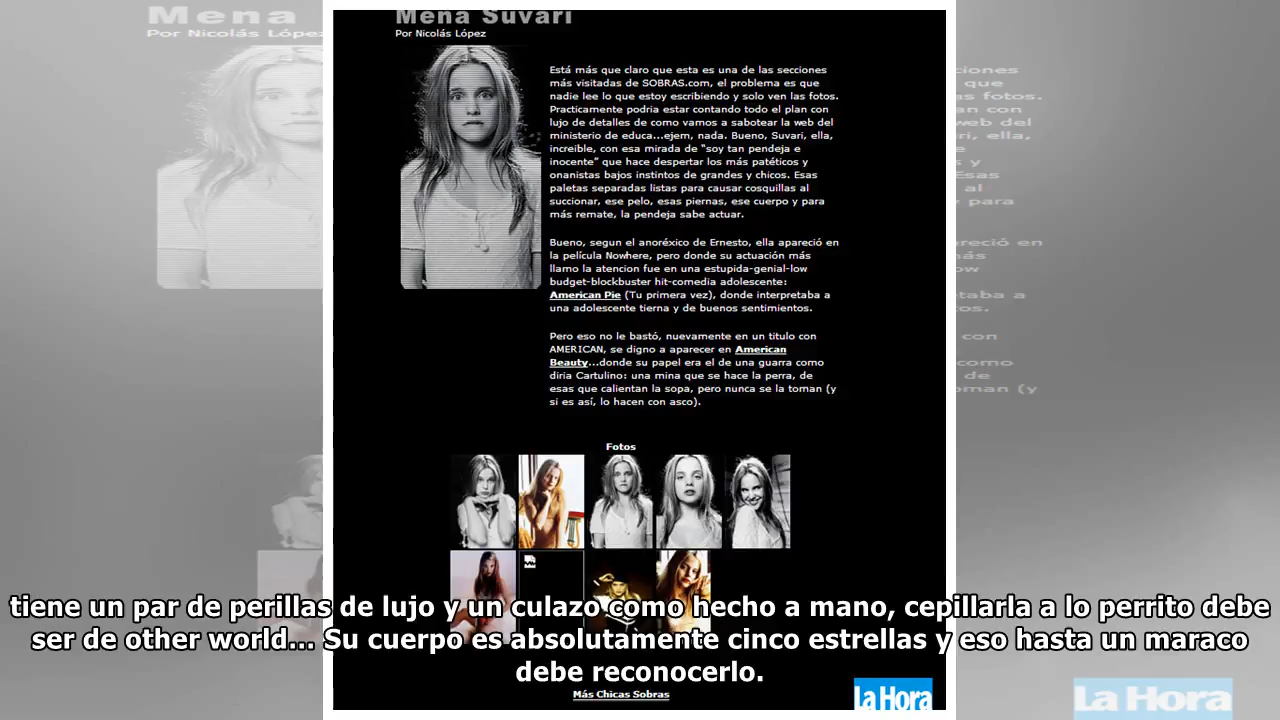 Mena Suvari
Por Nicolás López
Está más que claro que esta es una de las secciones
más visitadas de SOBRAS.com, el problema es que
nadie lee lo que estoy escribiendo y solo ven las fotos.
Practicamente podria estar contando todo el plan con
lujo de detalles de como vamos a sabotear la web del
ministerio de educa...ejem, nada. Bueno, Suvari, ella,
increible, con esa mirada de “soy tan pendeja e
inocente” que hace despertar los más patéticos y
onanistas bajos instintos de grandes y chicos. Esas
paletas separadas listas para causar cosquillas al
succionar, ese pelo, esas piernas, ese cuerpo y para
más remate, la pendeja sabe actuar.
Bueno, segun el anoréxico de Ernesto, ella apareció en
la película Nowhere, pero donde su actuación más
llamo la atencion fue en una estupida-genial-low
budget-blockbuster hit-comedia adolescente:
American Pie (Tu primera vez), donde interpretaba a
una adolescente tierna y de buenos sentimientos.
Pero eso no le bastó, nuevamente en un titulo con
AMERICAN, se digno a aparecer en American
Beauty...donde su papel era el de una guarra como
diria Cartulino: una mina que se hace la perra, de
esas que calientan la sopa, pero nunca se la toman (y
si es así, lo hacen con asco).
Fotos
tiene un par de perillas de lujo y un culazo como hecho a mano, cepillarla a lo perrito debe
ser de other world... Su cuerpo es absolutamente cinco estrellas y eso hasta un maraco
debe reconocerlo.
Más Chicas Sobras
La Hora